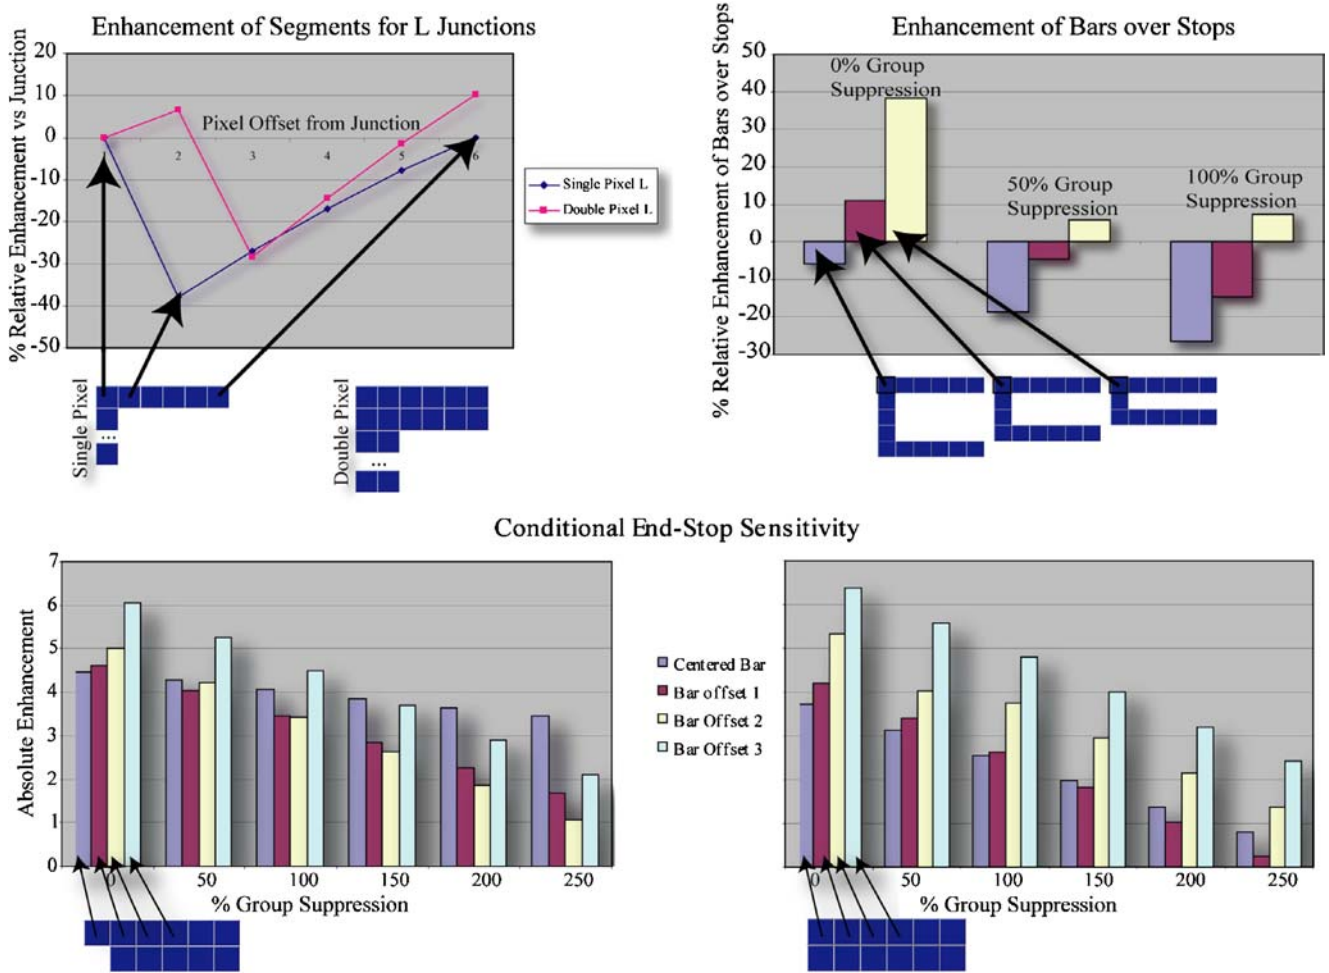 Enhancement of Segments for L Junctions
% Relative Enhancement vs Junction
20
10
0
-10
-20
-30
-40
-50
Pixel Offset from Junction
1 2 3 4 5 6
Single Pixel L
Double Pixel L
Single Pixel
...
Double Pixel
...
Enhancement of Bars over Stops
% Relative Enhancement of Bars over Stops
50
40
30
20
10
0
-10
-20
-30
0% Group
Suppression
50% Group
Suppression
100% Group
Suppression
Conditional End-Stop Sensitivity
Absolute Enhancement
7
6
5
4
3
2
1
0
0 50 100 150 200 250
% Group Suppression
Centered Bar
Bar offset 1
Bar Offset 2
Bar Offset 3
0 50 100 150 200 250
% Group Suppression